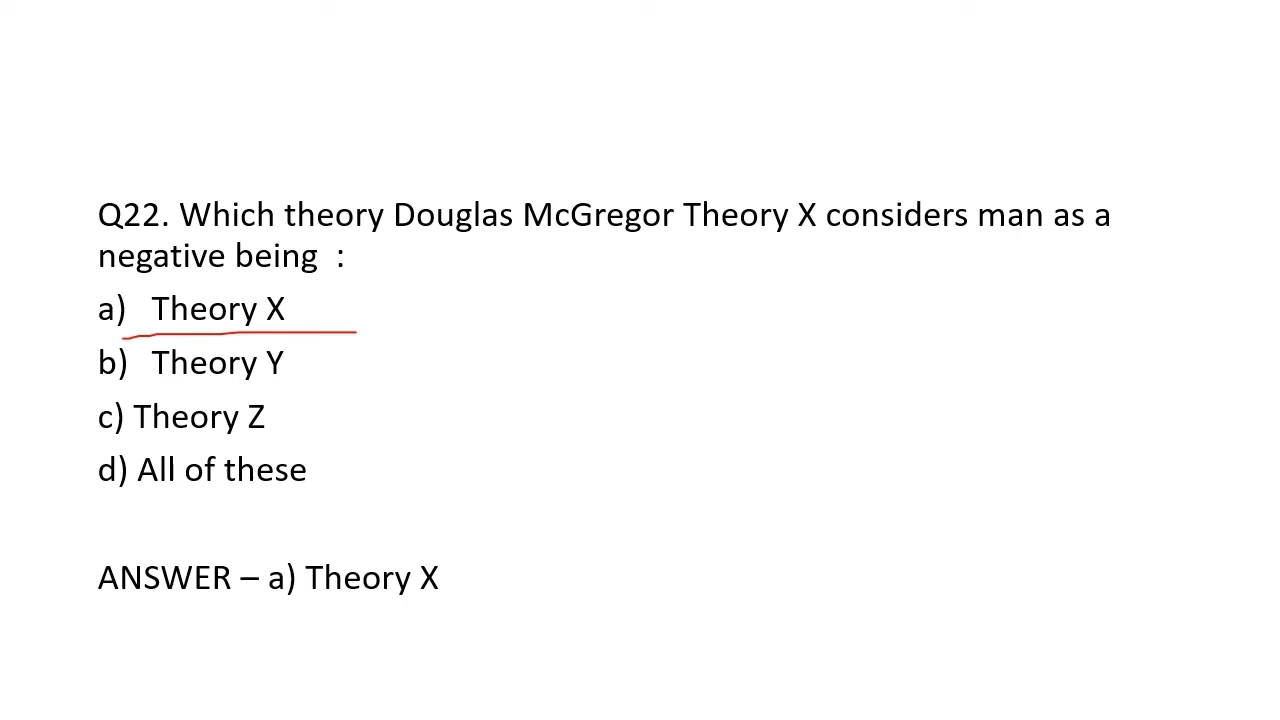 Q22. Which theory Douglas McGregor Theory X considers man as a
negative being  :
a)   Theory X
b)   Theory Y
c) Theory Z
d) All of these
ANSWER – a) Theory X